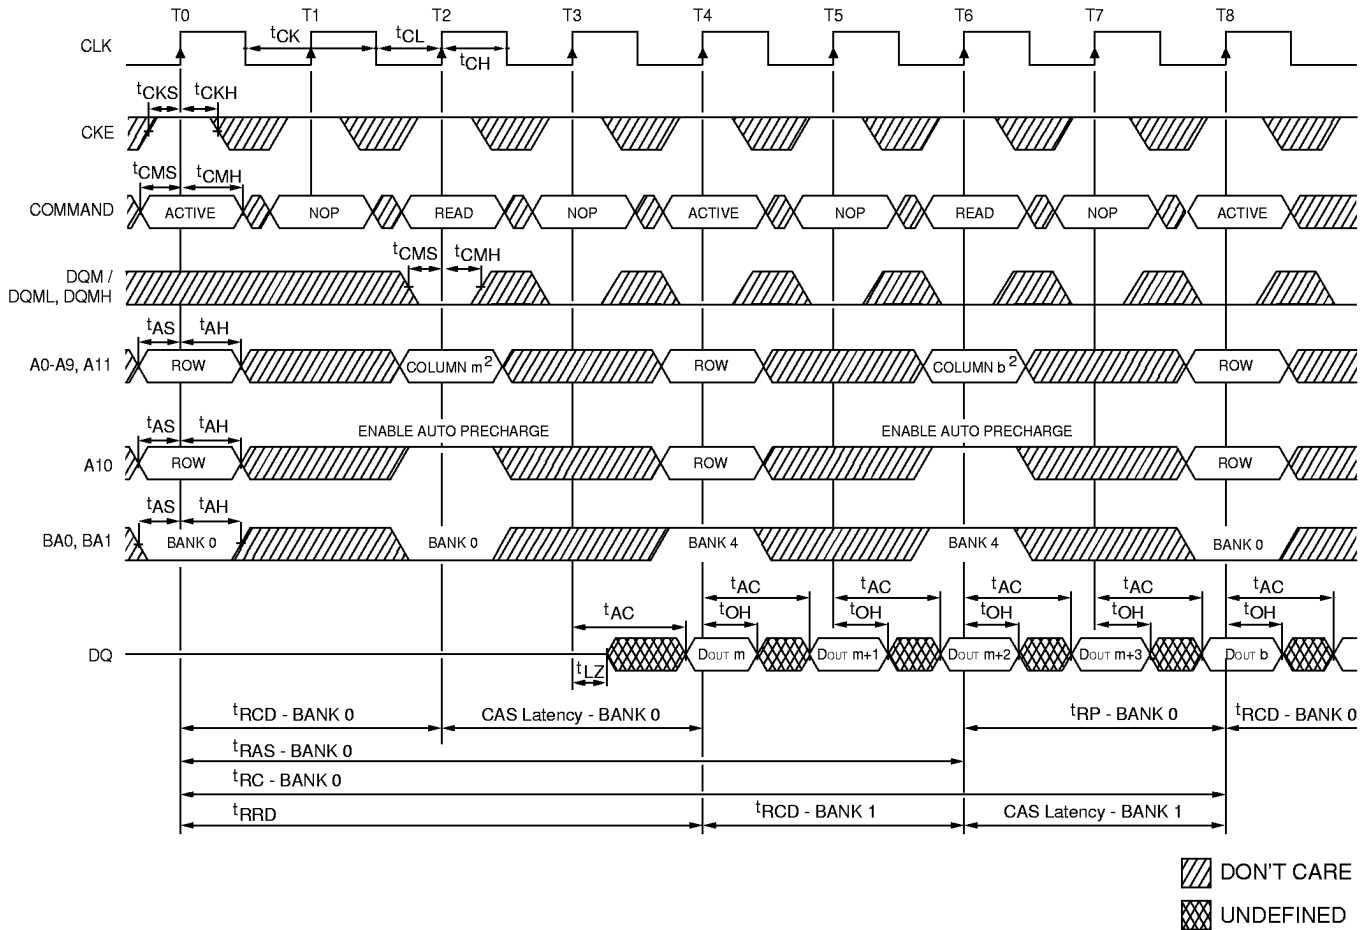 T0 T1 T2 T3 T4 T5 T6 T7 T8
CLK
tCK tCL
tCH
tCKS tCKH
CKE
tCMS tCMH
COMMAND ACTIVE NOP READ NOP ACTIVE NOP READ NOP ACTIVE
tCMS tCMH
DQM /
DQML, DQMH
tAS tAH
A0-A9, A11 ROW COLUMN m2 ROW COLUMN b2 ROW
tAS tAH
ENABLE AUTO PRECHARGE ENABLE AUTO PRECHARGE
A10 ROW ROW ROW
tAS tAH
BA0, BA1 BANK 0 BANK 0 BANK 4 BANK 4 BANK 0
tAC tAC tAC tAC tAC
tAC tOH tOH tOH tOH tOH
DQ DOUT m DOUT m+1 DOUT m+2 DOUT m+3 DOUT b
tLZ
tRCD - BANK 0 CAS Latency - BANK 0 tRP - BANK 0 tRCD - BANK 0
tRAS - BANK 0
tRC - BANK 0
tRRD tRCD - BANK 1 CAS Latency - BANK 1
DON'T CARE
UNDEFINED